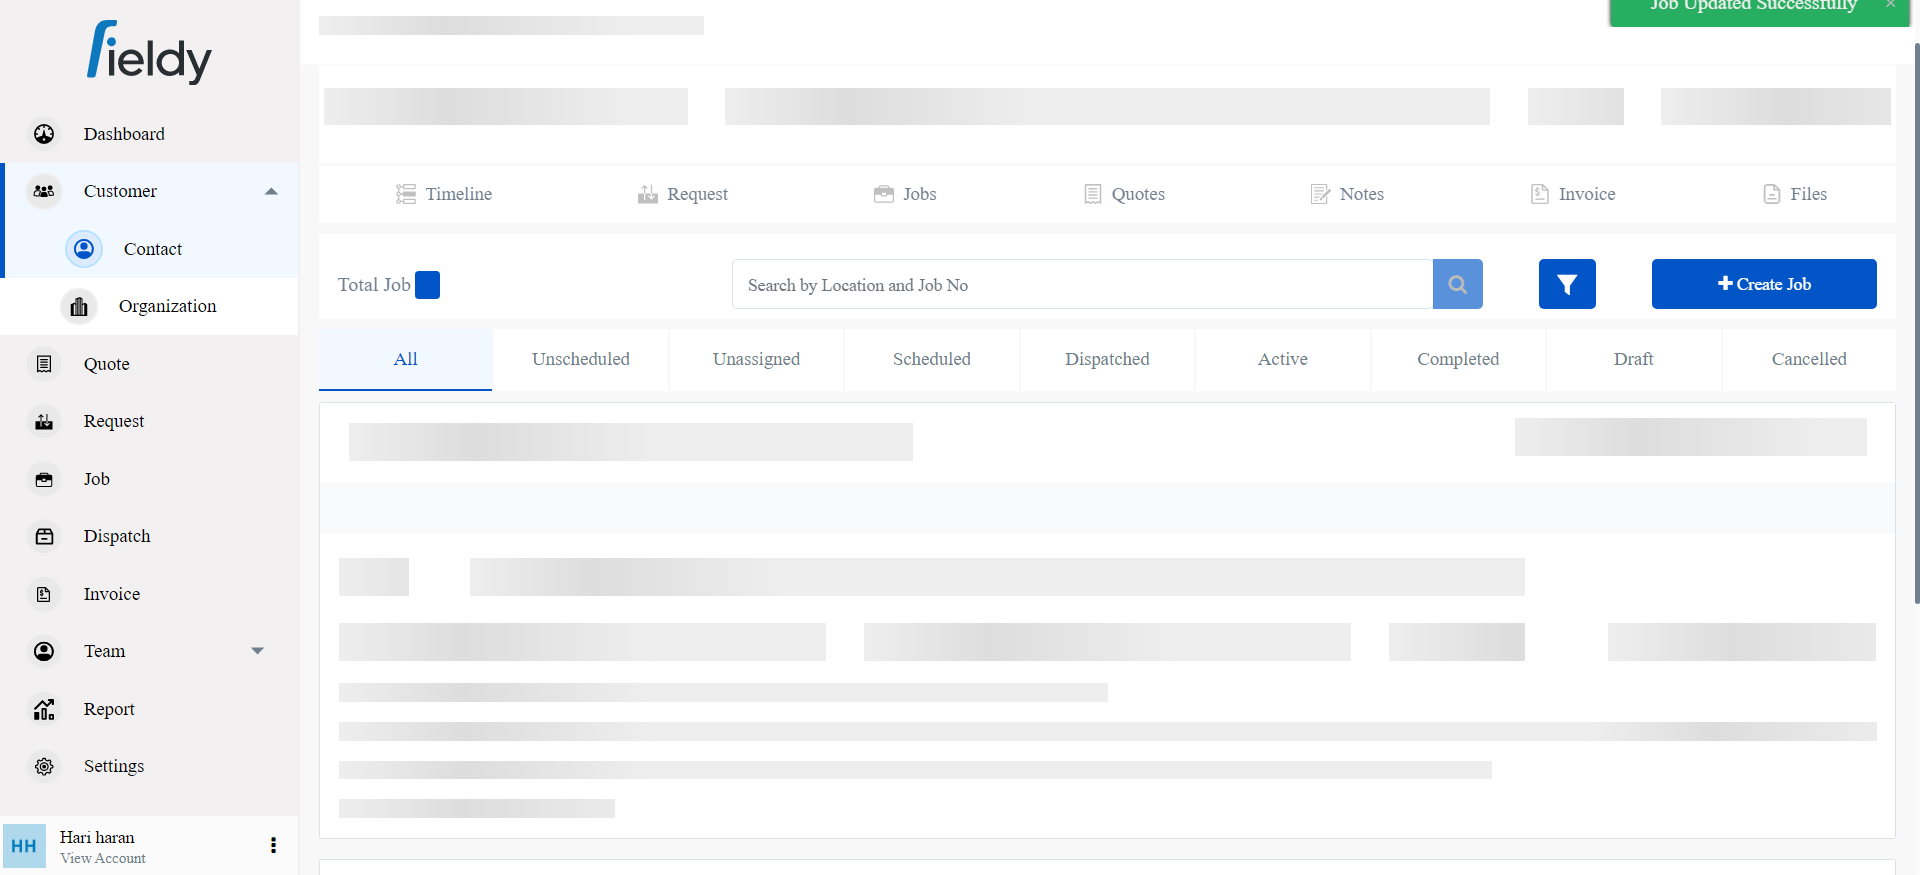 Job Updated Successfully ×
fieldy
Dashboard
Customer
Contact
Organization
Quote
Request
Job
Dispatch
Invoice
Team
Report
Settings
HH
Hari haran
View Account
Timeline
Request
Jobs
Quotes
Notes
Invoice
Files
Total Job
Search by Location and Job No
Create Job
All
Unscheduled
Unassigned
Scheduled
Dispatched
Active
Completed
Draft
Cancelled